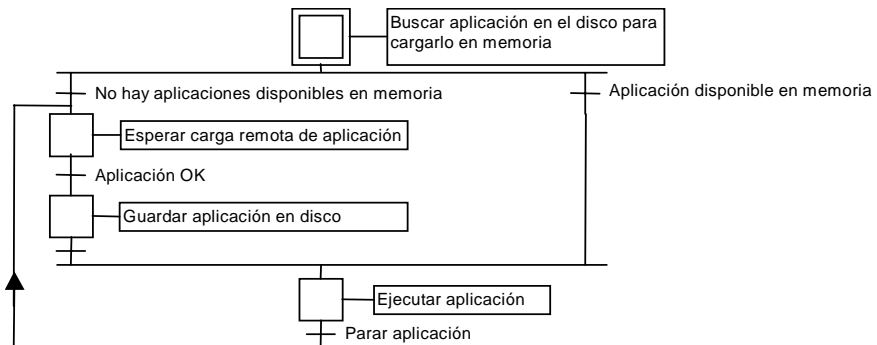 Buscar aplicación en el disco para
cargarlo en memoria
No hay aplicaciones disponibles en memoria
Aplicación disponible en memoria
Esperar carga remota de aplicación
Aplicación OK
Guardar aplicación en disco
Ejecutar aplicación
Parar aplicación